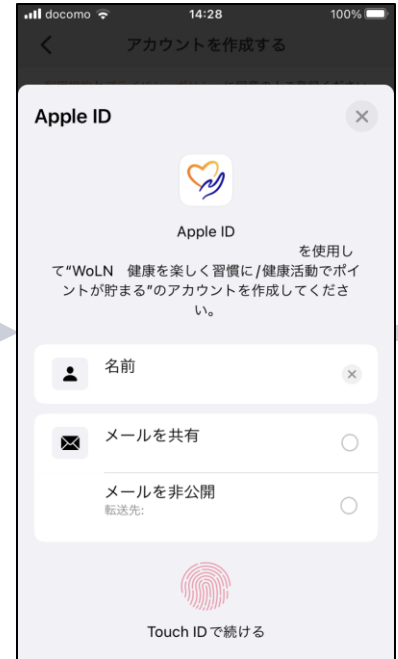 docomo 14:28 100%
アカウントを作成する
Apple ID
Apple ID
を使用し
て"WoLN 健康を楽しく習慣に/健康活動でポイ
ントが貯まる"のアカウントを作成してくださ
い。
名前
メールを共有
メールを非公開
転送先:
Touch IDで続ける